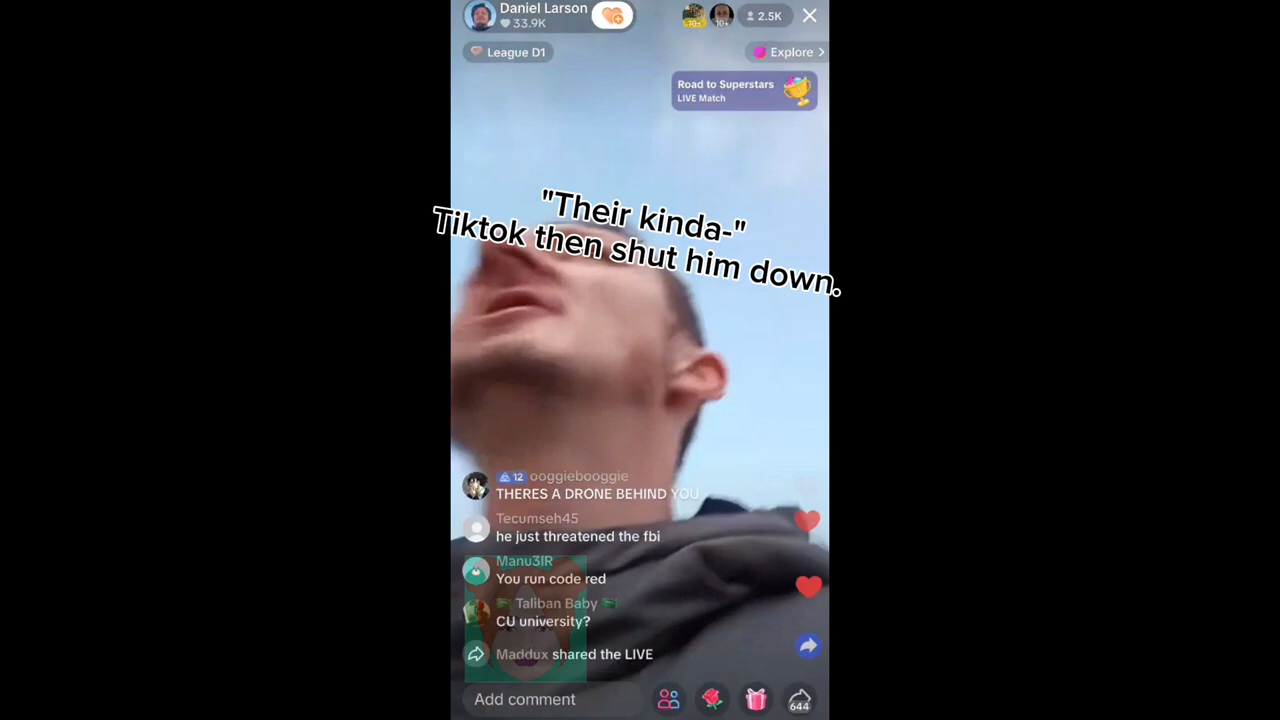 Daniel Larson
33.9K
10+
10+
2.5K
League D1
Explore >
Road to Superstars
LIVE Match
"Their kinda-"
Tiktok then shut him down.
12 ooggiebooggie
THERES A DRONE BEHIND YOU
Tecumseh45
he just threatened the fbi
Manu3IR
You run code red
Taliban Baby
CU university?
Maddux shared the LIVE
Add comment
644